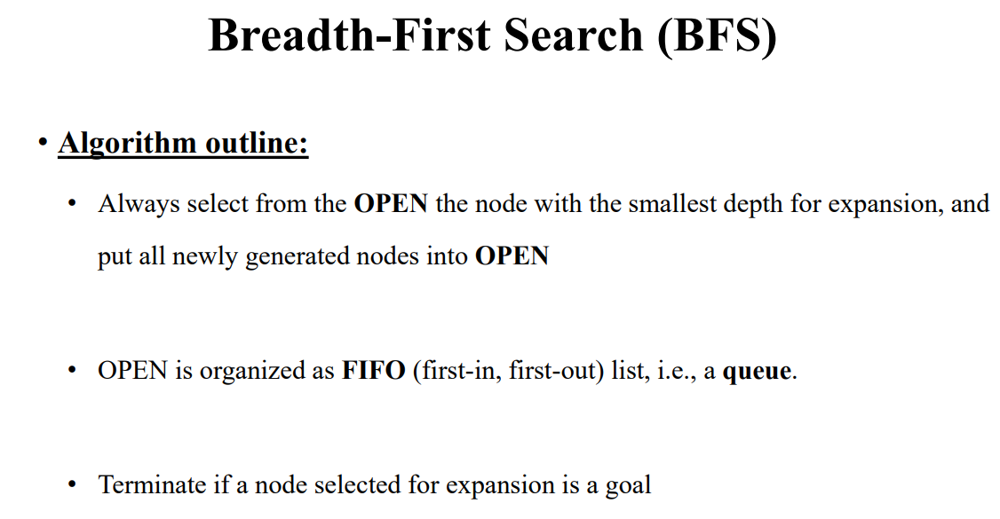 Breadth-First Search (BFS)
• Algorithm outline:
• Always select from the OPEN the node with the smallest depth for expansion, and
put all newly generated nodes into OPEN
• OPEN is organized as FIFO (first-in, first-out) list, i.e., a queue.
• Terminate if a node selected for expansion is a goal